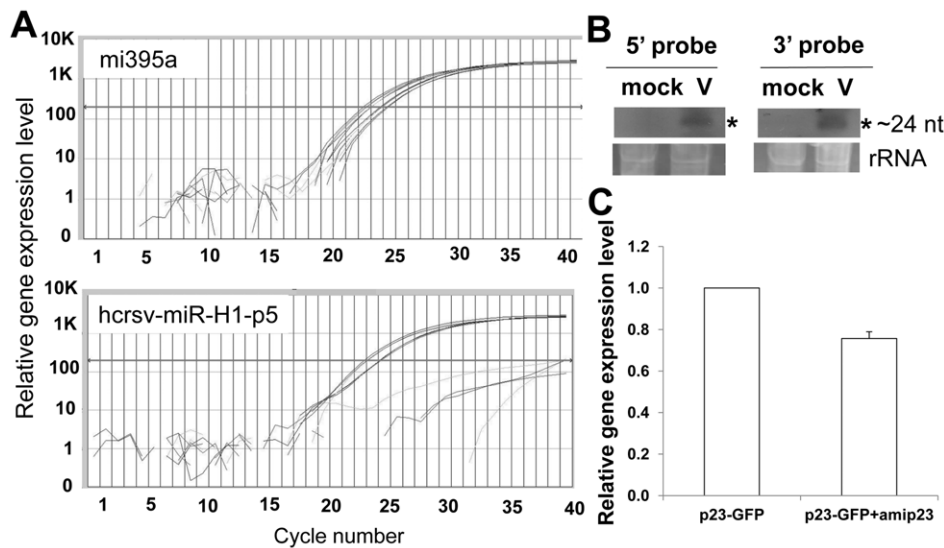 A
Relative gene expression level
10K
mi395a
1K
100
10
1
0
1 5 10 15 20 25 30 35 40
10K
hcrsv-miR-H1-p5
1K
100
10
1
0
1 5 12 15 20 25 30 35 40
Cycle number
B
5' probe 3' probe
mock V mock V
* * ~24 nt
rRNA
C
Relative gene expression level
1.2
1.0
0.8
0.6
0.4
0.2
0.0
p23-GFP p23-GFP+amip23